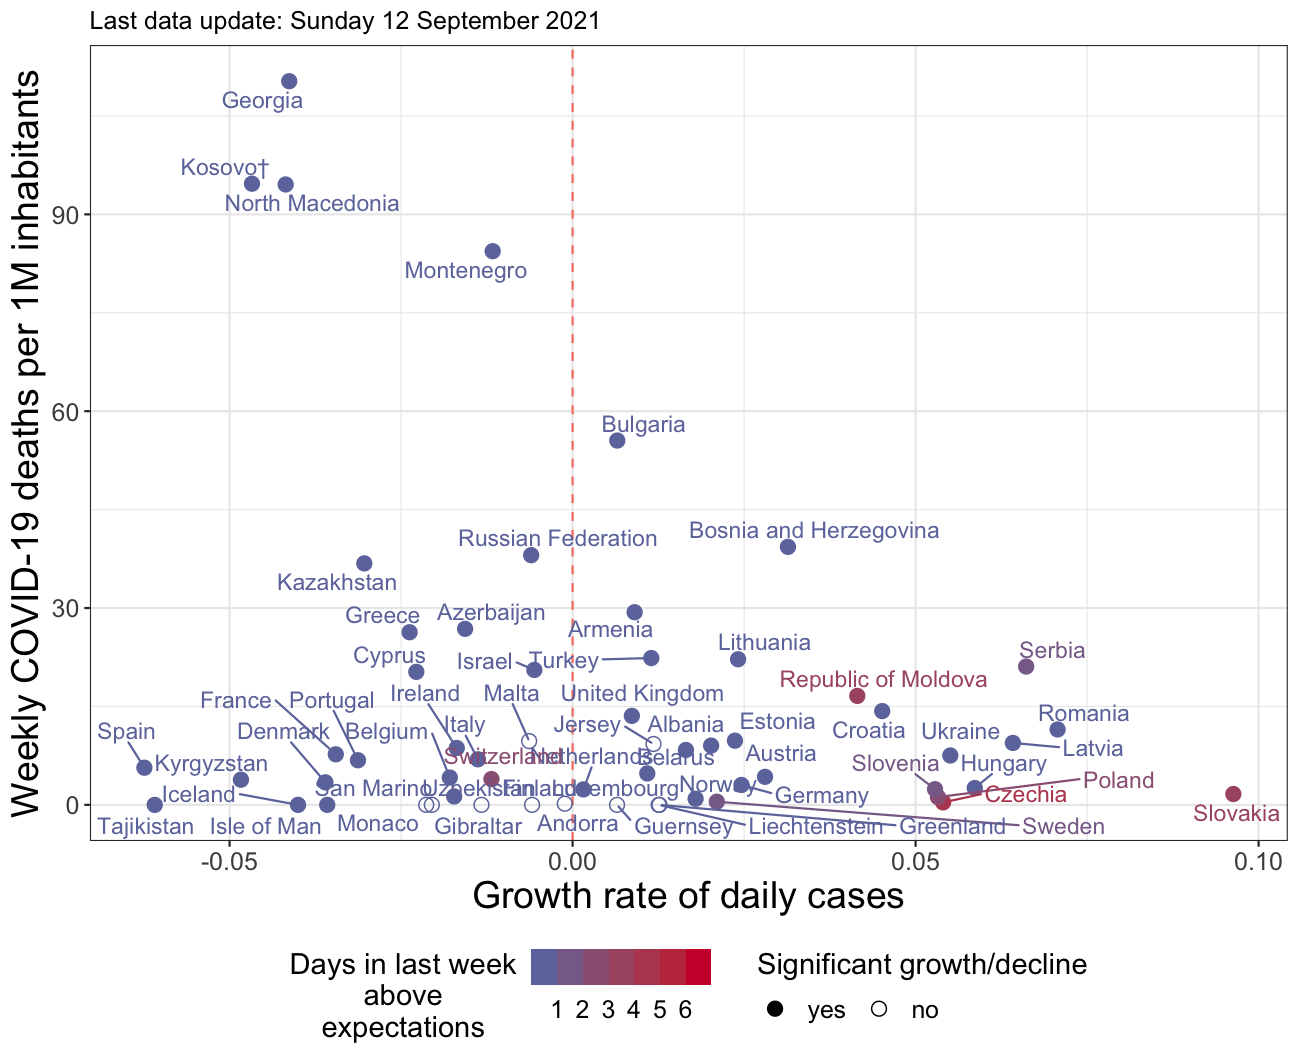 Last data update: Sunday 12 September 2021
Weekly COVID-19 deaths per 1M inhabitants
Georgia
Kosovo†
North Macedonia
90
Montenegro
60
Bulgaria
Bosnia and Herzegovina
Russian Federation
Kazakhstan
30
Greece
Azerbaijan
Armenia
Lithuania
Cyprus
Israel
Turkey
Serbia
Republic of Moldova
France
Portugal
Ireland
Malta
United Kingdom
Spain
Denmark
Belgium
Italy
Jersey
Albania
Estonia
Croatia
Ukraine
Romania
Latvia
Kyrgyzstan
Switzerland
Netherlands
Belarus
Austria
Slovenia
Hungary
Poland
Iceland
San Marino
Uzbekistan
Finland
Luxembourg
Norway
Germany
Czechia
Slovakia
0
Tajikistan
Isle of Man
Monaco
Gibraltar
Andorra
Guernsey
Liechtenstein
Greenland
Sweden
-0.05
0.00
0.05
0.10
Growth rate of daily cases
Days in last week
above
expectations
1 2 3 4 5 6
Significant growth/decline
yes
no